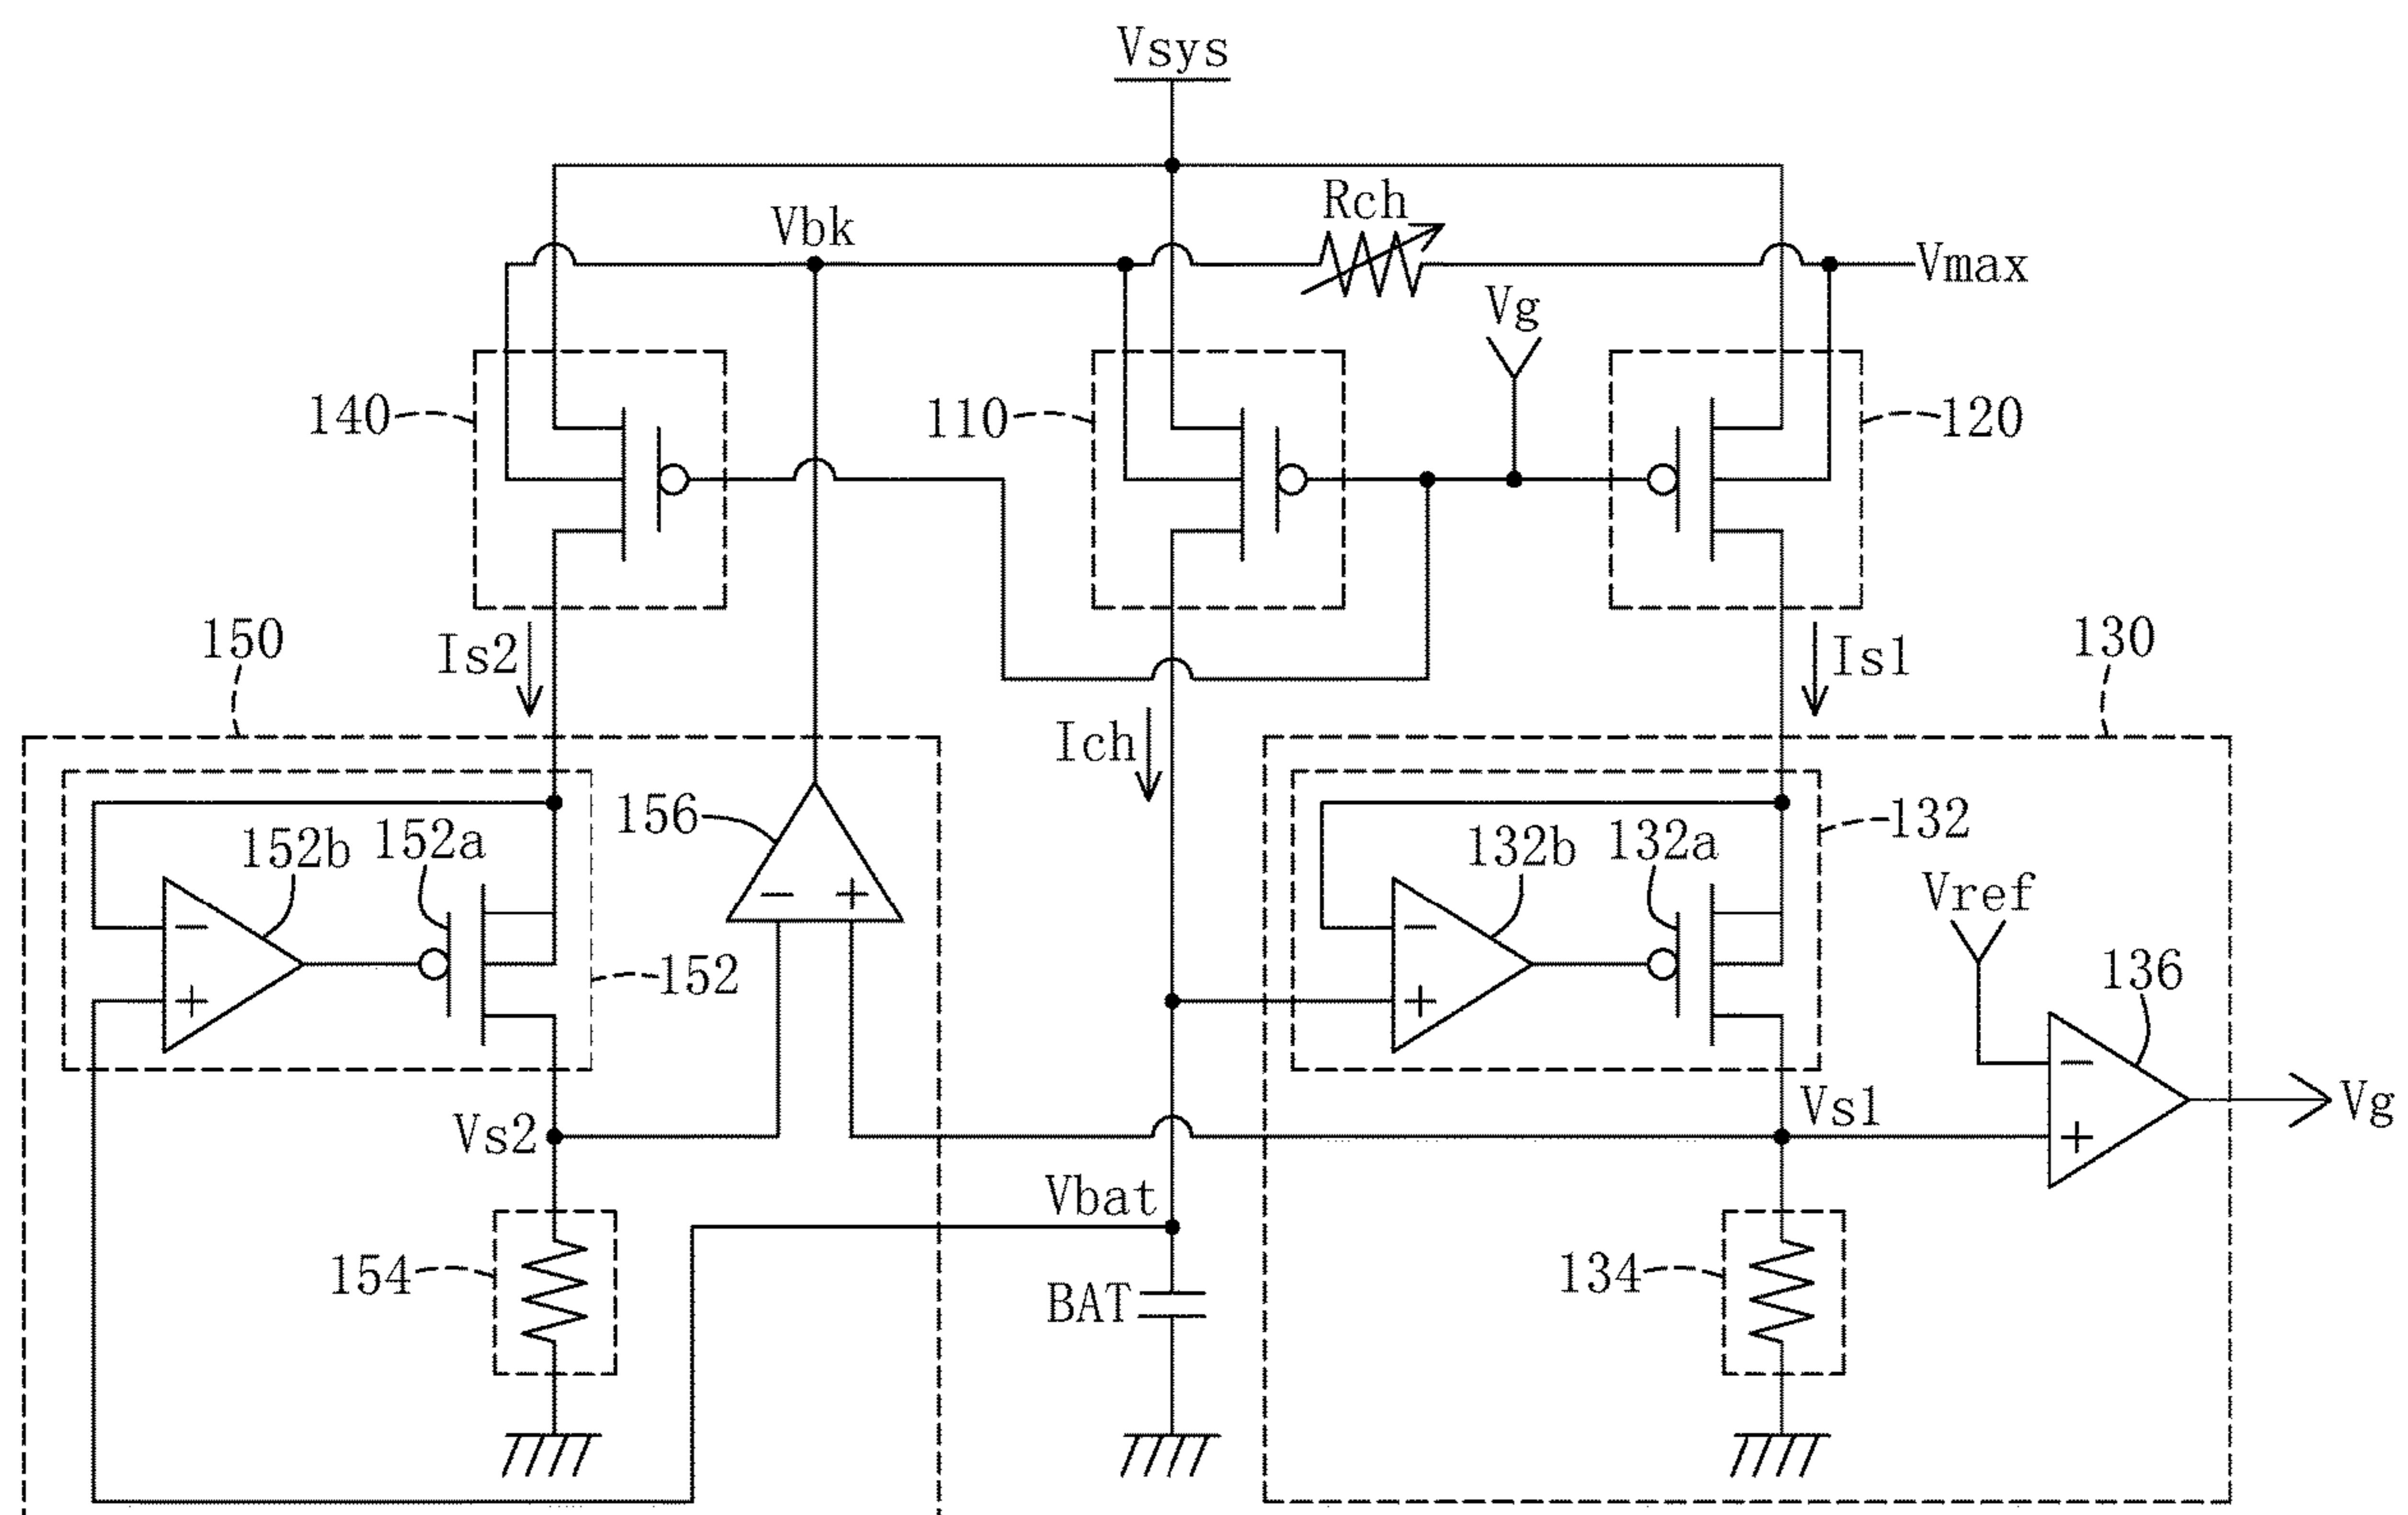 Vsys
Rch
Vbk
Vmax
Vg
140
110
120
150
Is2
Is1
130
Ich
156
132
152b
152a
132b
132a
Vref
152
136
Vs2
Vs1
Vg
Vbat
154
134
BAT
− + − + − + − +